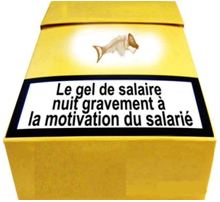 Le gel de salaire
nuit gravement à
la motivation du salarié